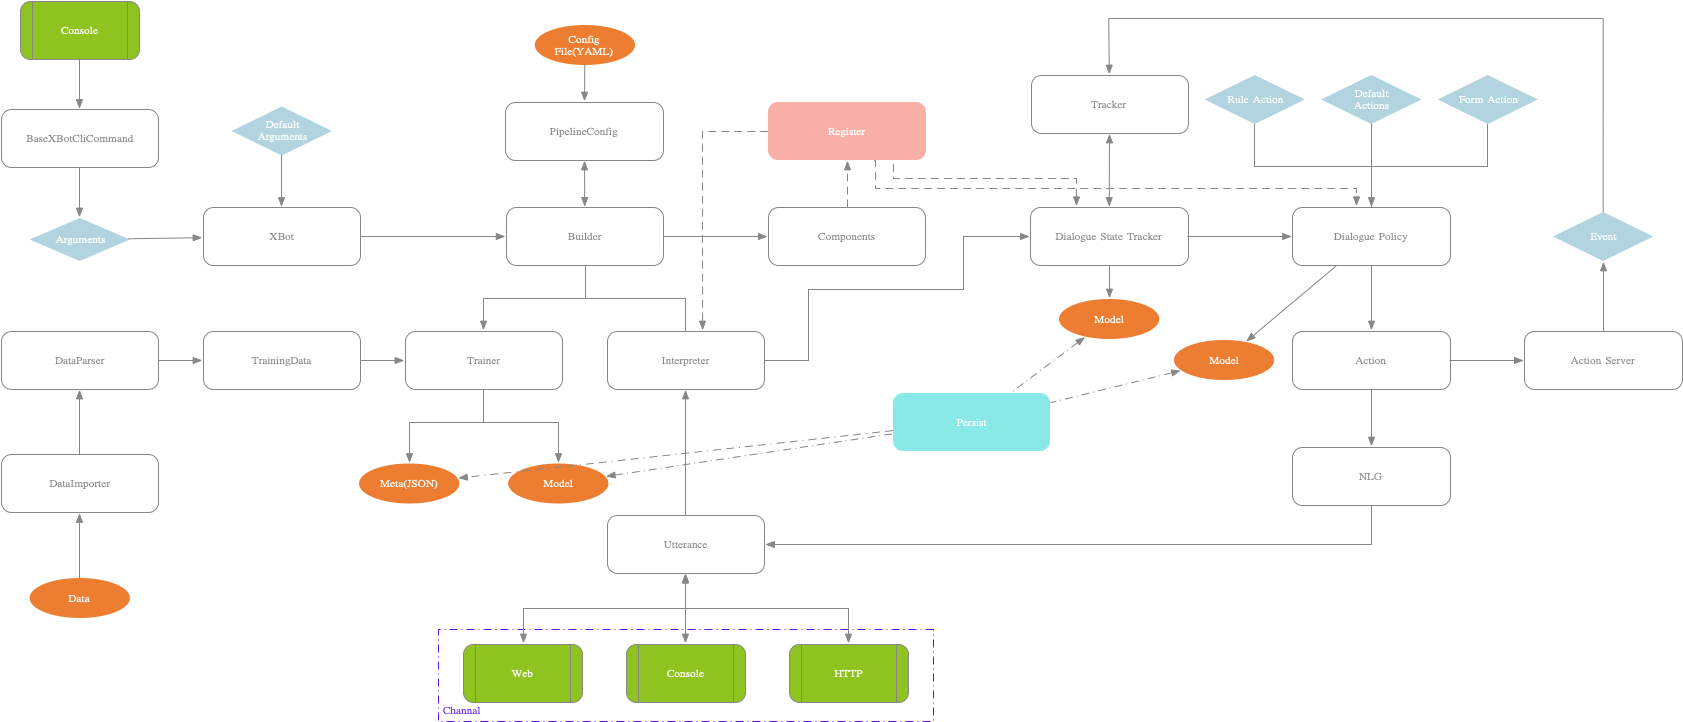 Console
Config
File(YAML)
Tracker
Rule Action
Default
Actions
Form Action
BaseXBotCliCommand
Default
Arguments
PipelineConfig
Register
Arguments
XBot
Builder
Components
Dialogue State Tracker
Dialogue Policy
Event
Model
DataParser
TrainingData
Trainer
Interpreter
Model
Action
Action Server
Persist
DataImporter
Meta(JSON)
Model
NLG
Utterance
Data
Web
Console
HTTP
Channal